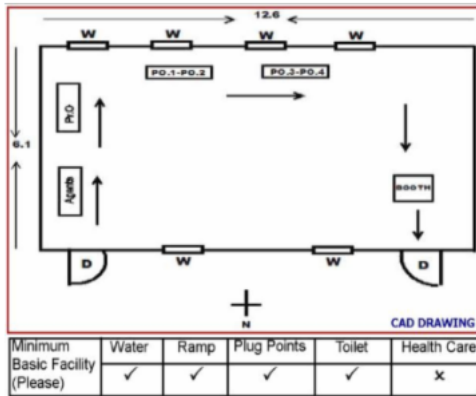 12.6
W W W W
PO.1-PO.2 PO.3-PO.4
Pr.O
6.1
Agents
BOOTH
D W W D
N
CAD DRAWING
Minimum Basic Facility (Please) Water Ramp Plug Points Toilet Health Care
✓ ✓ ✓ ✓ x